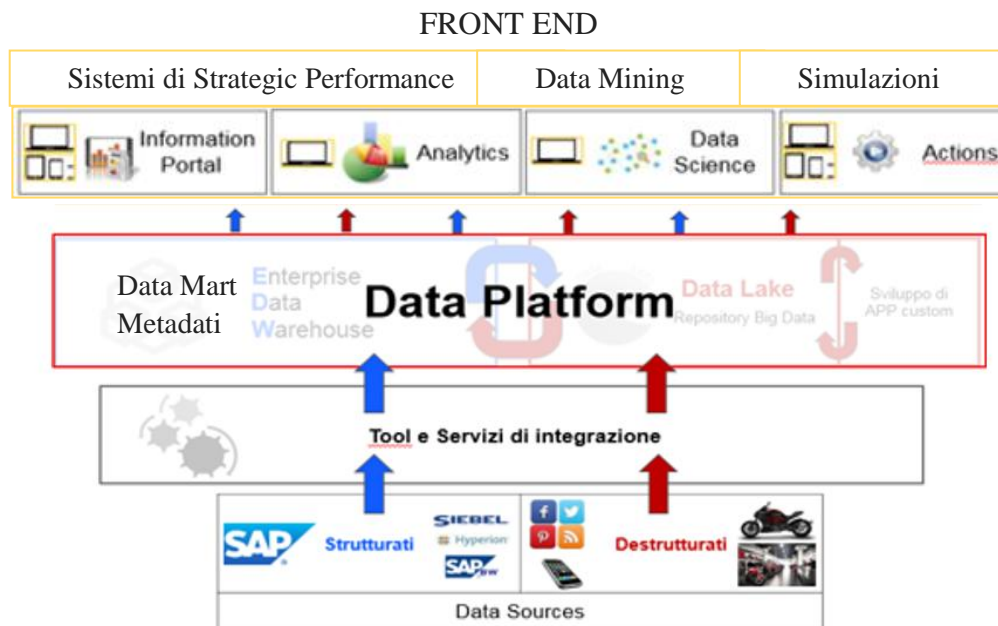 FRONT END
Sistemi di Strategic Performance
Data Mining
Simulazioni
Information
Portal
Analytics
Data
Science
Actions
Data Mart
Metadati
Enterprise
Data
Warehouse
Data Platform
Data Lake
Repository Big Data
Sviluppo di
APP custom
Tool e Servizi di integrazione
SAP
Strutturati
SIEBEL
Hyperion
SAP BW
Destrutturati
Data Sources